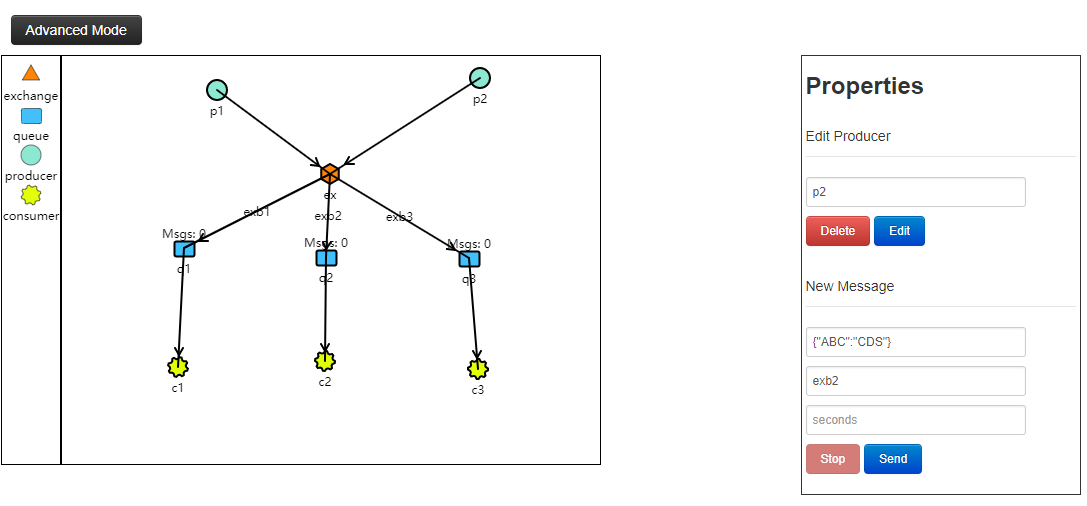 Advanced Mode
exchange
queue
producer
consumer
p1
p2
ex
exb1
exb2
exb3
Msgs: 0
Msgs: 0
Msgs: 0
q1
q2
q3
c1
c2
c3
Properties
Edit Producer
p2
Delete
Edit
New Message
{"ABC":"CDS"}
exb2
seconds
Stop
Send